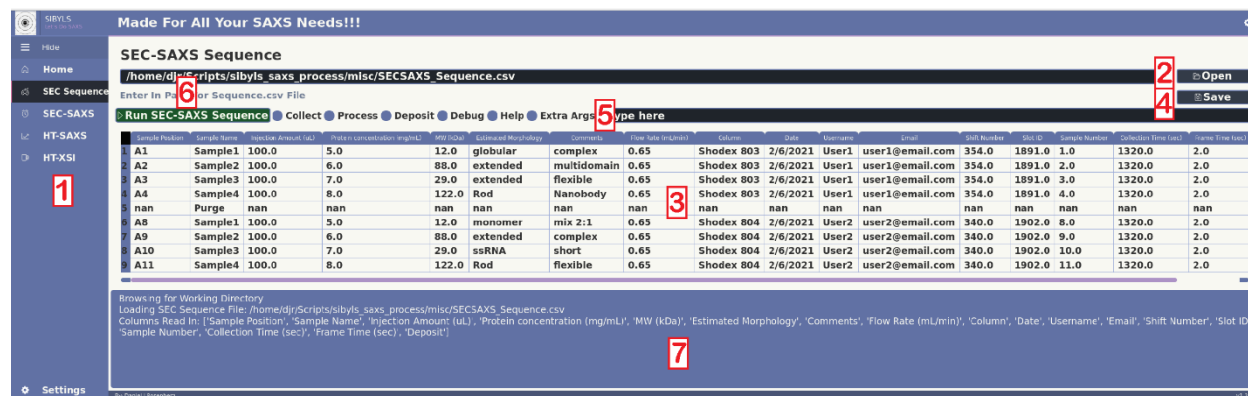 SIBYLS
Made For All Your SAXS Needs!!!
Hide
Home
SEC Sequence
SEC-SAXS
HT-SAXS
HT-XSI
Settings
1
SEC-SAXS Sequence
/home/djr/Scripts/sibyls_saxs_process/misc/SECSAXS_Sequence.csv
2
Open
Enter In Pa 6 or Sequence.csv File
4
Save
Run SEC-SAXS Sequence Collect Process Deposit Debug Help Extra Args 5 ype here
Sample Position Sample Name Injection Amount (uL) Protein concentration (mg/mL) MW (kDa) Estimated Morphology Comments Flow Rate (mL/min) Column Date Username Email Shift Number Slot ID Sample Number Collection Time (sec) Frame Time (sec)
1 A1 Sample1 100.0 5.0 12.0 globular complex 0.65 Shodex 803 2/6/2021 User1 user1@email.com 354.0 1891.0 1.0 1320.0 2.0
2 A2 Sample2 100.0 6.0 88.0 extended multidomain 0.65 Shodex 803 2/6/2021 User1 user1@email.com 354.0 1891.0 2.0 1320.0 2.0
3 A3 Sample3 100.0 7.0 29.0 extended flexible 0.65 Shodex 803 2/6/2021 User1 user1@email.com 354.0 1891.0 3.0 1320.0 2.0
4 A4 Sample4 100.0 8.0 122.0 Rod Nanobody 0.65 Shodex 803 2/6/2021 User1 user1@email.com 354.0 1891.0 4.0 1320.0 2.0
5 nan Purge nan nan nan nan nan nan 3 nan nan nan nan nan nan nan nan nan
6 A8 Sample1 100.0 5.0 12.0 monomer mix 2:1 0.65 Shodex 804 2/6/2021 User2 user2@email.com 340.0 1902.0 8.0 1320.0 2.0
7 A9 Sample2 100.0 6.0 88.0 extended complex 0.65 Shodex 804 2/6/2021 User2 user2@email.com 340.0 1902.0 9.0 1320.0 2.0
8 A10 Sample3 100.0 7.0 29.0 ssRNA short 0.65 Shodex 804 2/6/2021 User2 user2@email.com 340.0 1902.0 10.0 1320.0 2.0
9 A11 Sample4 100.0 8.0 122.0 Rod flexible 0.65 Shodex 804 2/6/2021 User2 user2@email.com 340.0 1902.0 11.0 1320.0 2.0
Browsing for Working Directory
Loading SEC Sequence File: /home/djr/Scripts/sibyls_saxs_process/misc/SECSAXS_Sequence.csv
Columns Read In: ['Sample Position', 'Sample Name', 'Injection Amount (uL)', 'Protein concentration (mg/mL)', 'MW (kDa)', 'Estimated Morphology', 'Comments', 'Flow Rate (mL/min)', 'Column', 'Date', 'Username', 'Email', 'Shift Number', 'Slot ID
'Sample Number', 'Collection Time (sec)', 'Frame Time (sec)', 'Deposit']
7